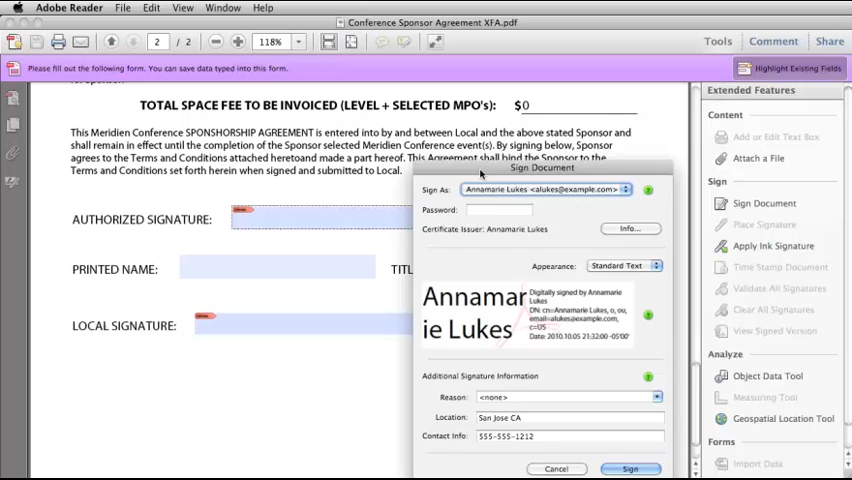 Adobe Reader File Edit View Window Help
Conference Sponsor Agreement XFA.pdf
2 / 2 118% Tools Comment Share
Please fill out the following form. You can save data typed into this form. Highlight Existing Fields
TOTAL SPACE FEE TO BE INVOICED (LEVEL + SELECTED MPO's): $0
This Meridien Conference SPONSHORSHIP AGREEMENT is entered into by and between Local and the above stated Sponsor and
shall remain in effect until the completion of the Sponsor selected Meridien Conference event(s). By signing below, Sponsor
agrees to the Terms and Conditions attached heretoand made a part hereof. This Agreement shall bind the Sponsor to the
Terms and Conditions set forth herein when signed and submitted to Local.
AUTHORIZED SIGNATURE:
PRINTED NAME: TITL
LOCAL SIGNATURE:
Sign Document
Sign As: Annamarie Lukes <alukes@example.com>
Password:
Certificate Issuer: Annamarie Lukes Info...
Appearance: Standard Text
Annamar
ie Lukes
Digitally signed by Annamarie
Lukes
DN: cn=Annamarie Lukes, o, ou,
email=alukes@example.com,
c=US
Date: 2010.10.05 21:32:00 -05'00'
Additional Signature Information
Reason: <none>
Location: San Jose CA
Contact Info: 555-555-1212
Cancel Sign
Extended Features
Content
Add or Edit Text Box
Attach a File
Sign
Sign Document
Place Signature
Apply Ink Signature
Time Stamp Document
Validate All Signatures
Clear All Signatures
View Signed Version
Analyze
Object Data Tool
Measuring Tool
Geospatial Location Tool
Forms
Import Data